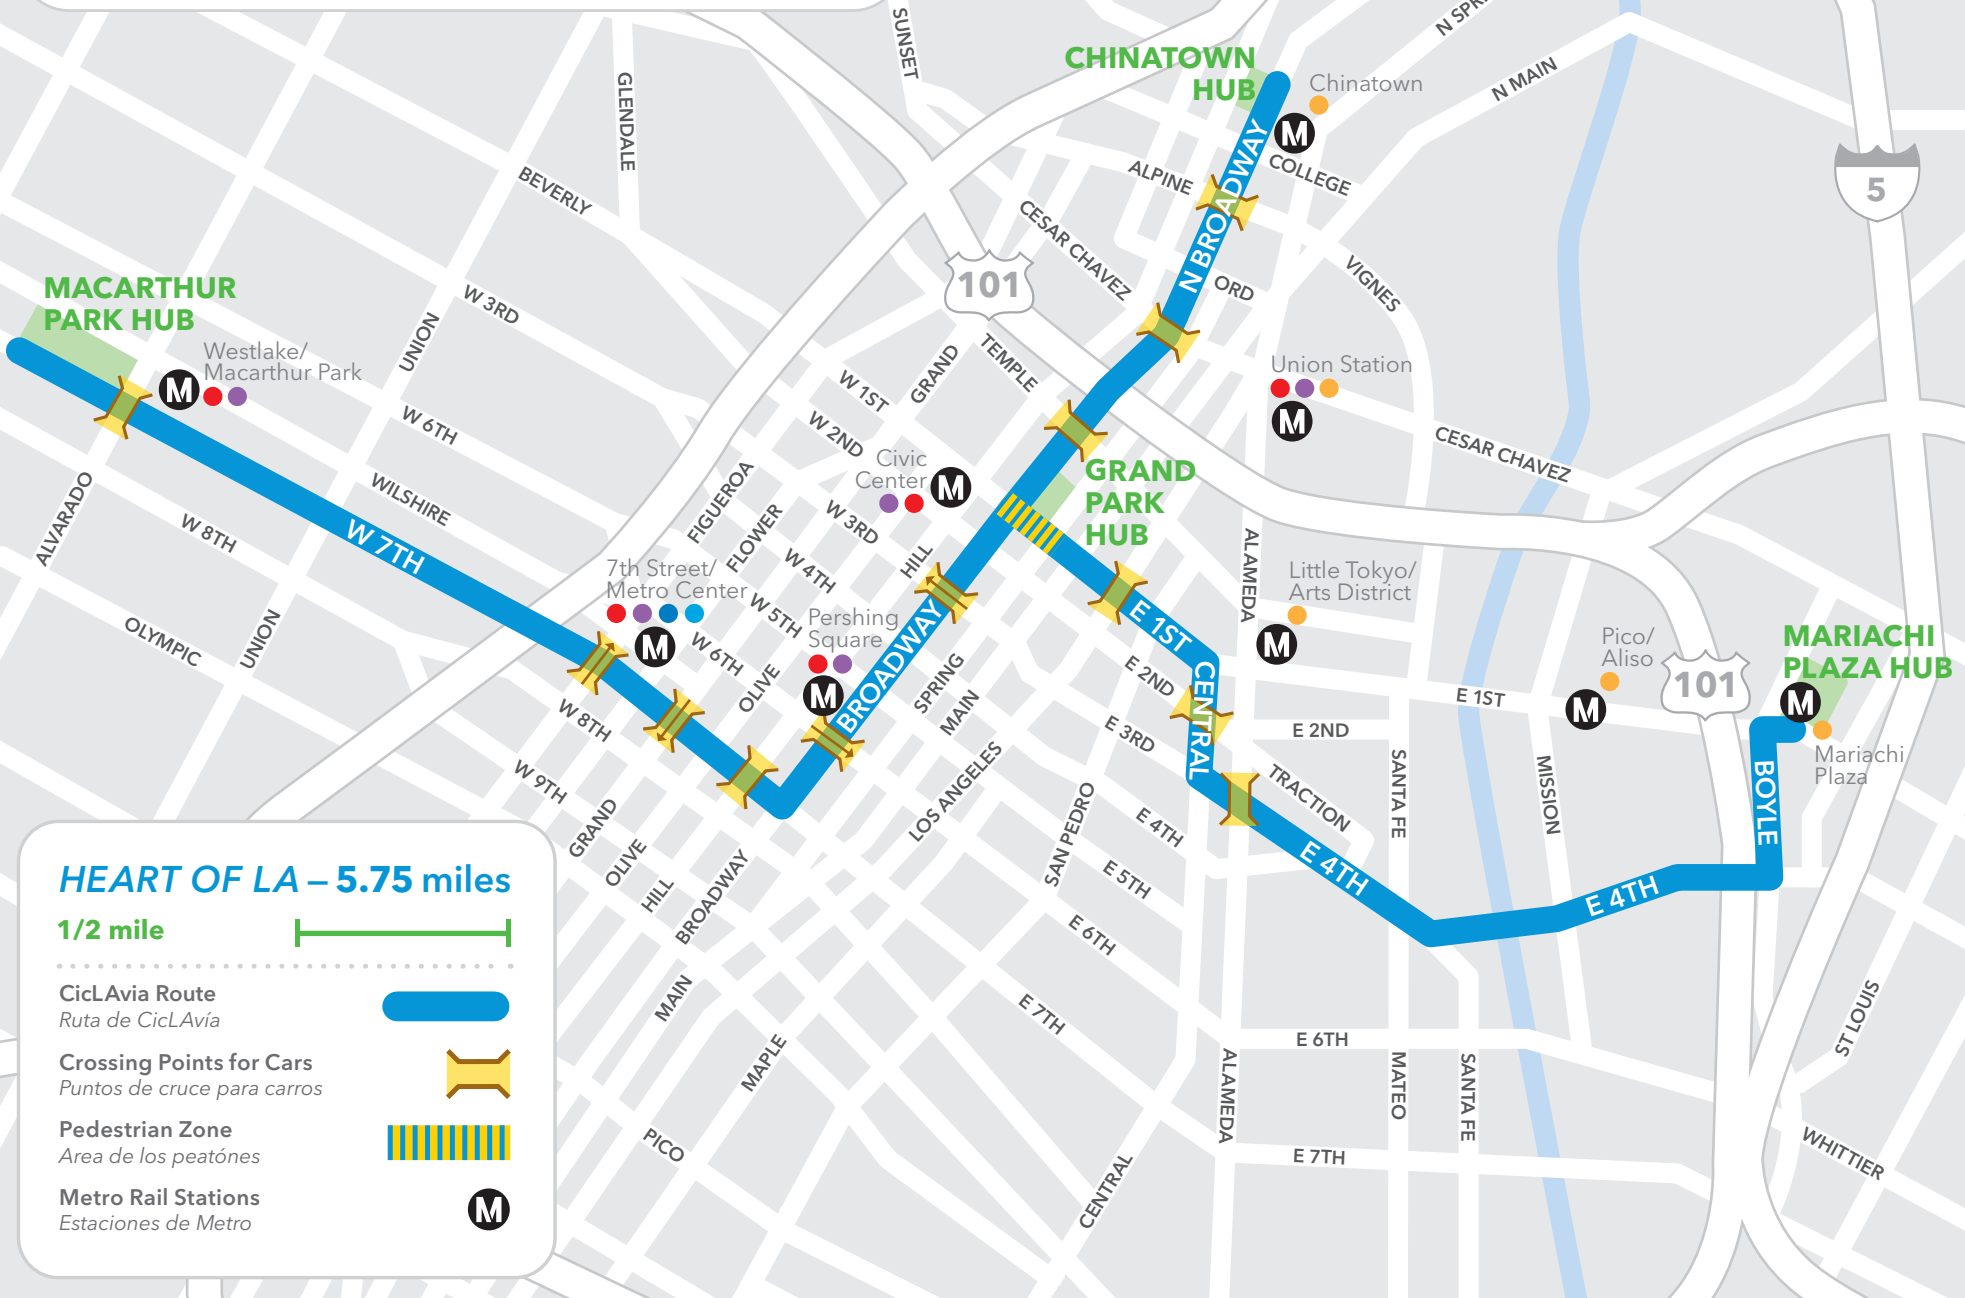 SUNSET
N SPR
N MAIN
CHINATOWN
HUB
Chinatown
M
GLENDALE
COLLEGE
ALPINE
N BROADWAY
5
BEVERLY
CESAR CHAVEZ
VIGNES
ORD
101
MACARTHUR
PARK HUB
W 3RD
UNION
Westlake/
Macarthur Park
M
TEMPLE
GRAND
W 1ST
Union Station
M
W 6TH
W 2ND
CESAR CHAVEZ
Civic
Center
M
GRAND
PARK
HUB
FIGUEROA
WILSHIRE
ALVARADO
W 8TH
W 7TH
FLOWER
W 3RD
HILL
W 4TH
ALAMEDA
7th Street/
Metro Center
M
W 5TH
Little Tokyo/
Arts District
M
Pershing
Square
M
E 1ST
OLYMPIC
UNION
W 6TH
OLIVE
BROADWAY
SPRING
MAIN
E 2ND
CENTRAL
Pico/
Aliso
M
101
MARIACHI
PLAZA HUB
M
Mariachi
Plaza
E 1ST
W 8TH
E 3RD
E 2ND
W 9TH
LOS ANGELES
SANTA FE
MISSION
BOYLE
TRACTION
GRAND
OLIVE
HILL
BROADWAY
SAN PEDRO
E 4TH
E 4TH
E 5TH
E 4TH
E 6TH
MAIN
E 7TH
MAPLE
E 6TH
ST LOUIS
ALAMEDA
MATEO
SANTA FE
PICO
CENTRAL
E 7TH
WHITTIER
HEART OF LA – 5.75 miles
1/2 mile
CicLAvia Route
Ruta de CicLAvía
Crossing Points for Cars
Puntos de cruce para carros
Pedestrian Zone
Area de los peatónes
Metro Rail Stations
Estaciones de Metro
M